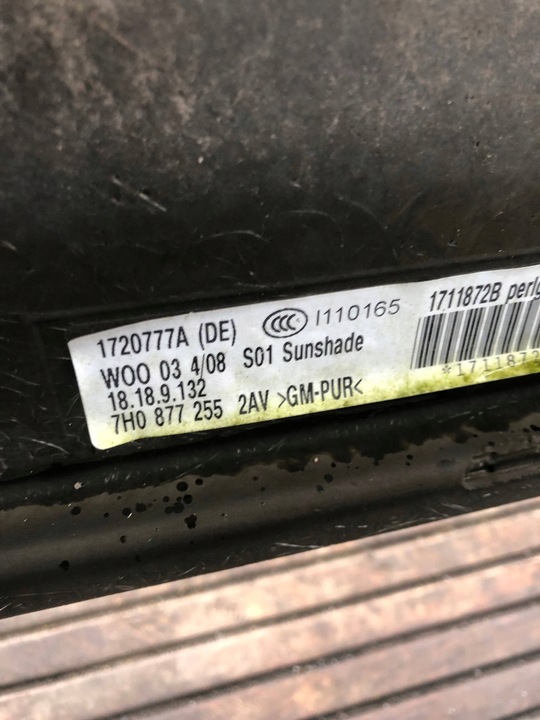 1720777A (DE) CCC I110165 1711872B
WOO 03 4/08 S01 Sunshade
18.18.9.132
7H0 877 255 2AV >GM-PUR<